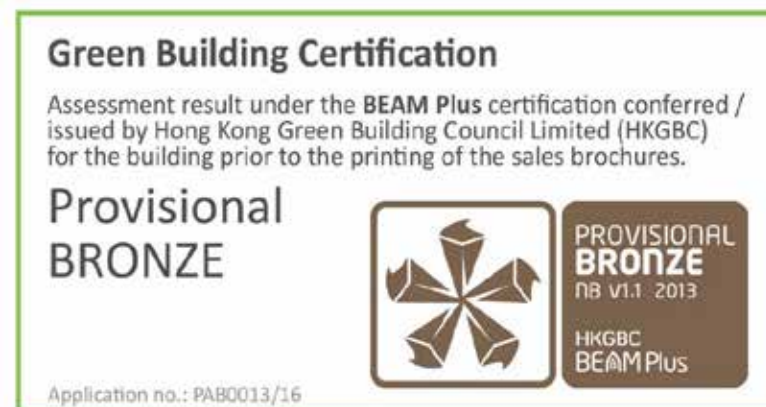 Green Building Certification
Assessment result under the BEAM Plus certification conferred /
issued by Hong Kong Green Building Council Limited (HKGBC)
for the building prior to the printing of the sales brochures.
Provisional
BRONZE
PROVISIONAL
BRONZE
NB V1.1 2013
HKGBC
BEAM Plus
Application no.: PAB0013/16